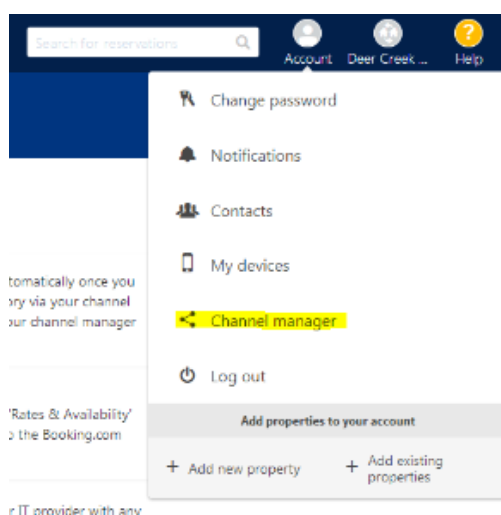 Search for reservations
Account Deer Creek ... Help
?
Change password
Notifications
Contacts
My devices
tomatically once you
ory via your channel
our channel manager
Channel manager
Log out
'Rates & Availability'
o the Booking.com
Add properties to your account
+ Add new property
+ Add existing
properties
r IT provider with any